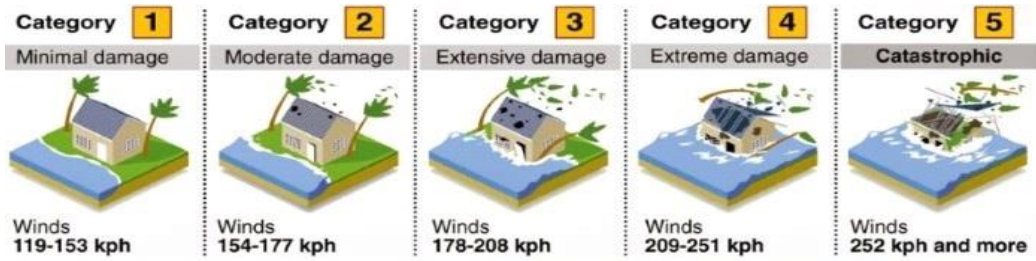 Category 1
Minimal damage
Winds
119-153 kph
Category 2
Moderate damage
Winds
154-177 kph
Category 3
Extensive damage
Winds
178-208 kph
Category 4
Extreme damage
Winds
209-251 kph
Category 5
Catastrophic
Winds
252 kph and more